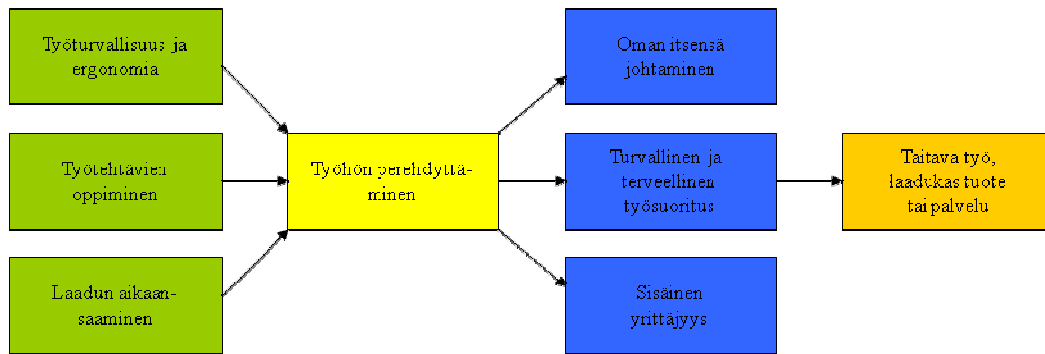 Työturvallisuus ja
ergonomia
Työtehtävien
oppiminen
Laadun aikaan-
saaminen
Työhön perehdyttä-
minen
Oman itsensä
johtaminen
Turvallinen ja
terveellinen
työsuoritus
Sisäinen
yrittäjyys
Taitava työ,
laadukas tuote
tai palvelu